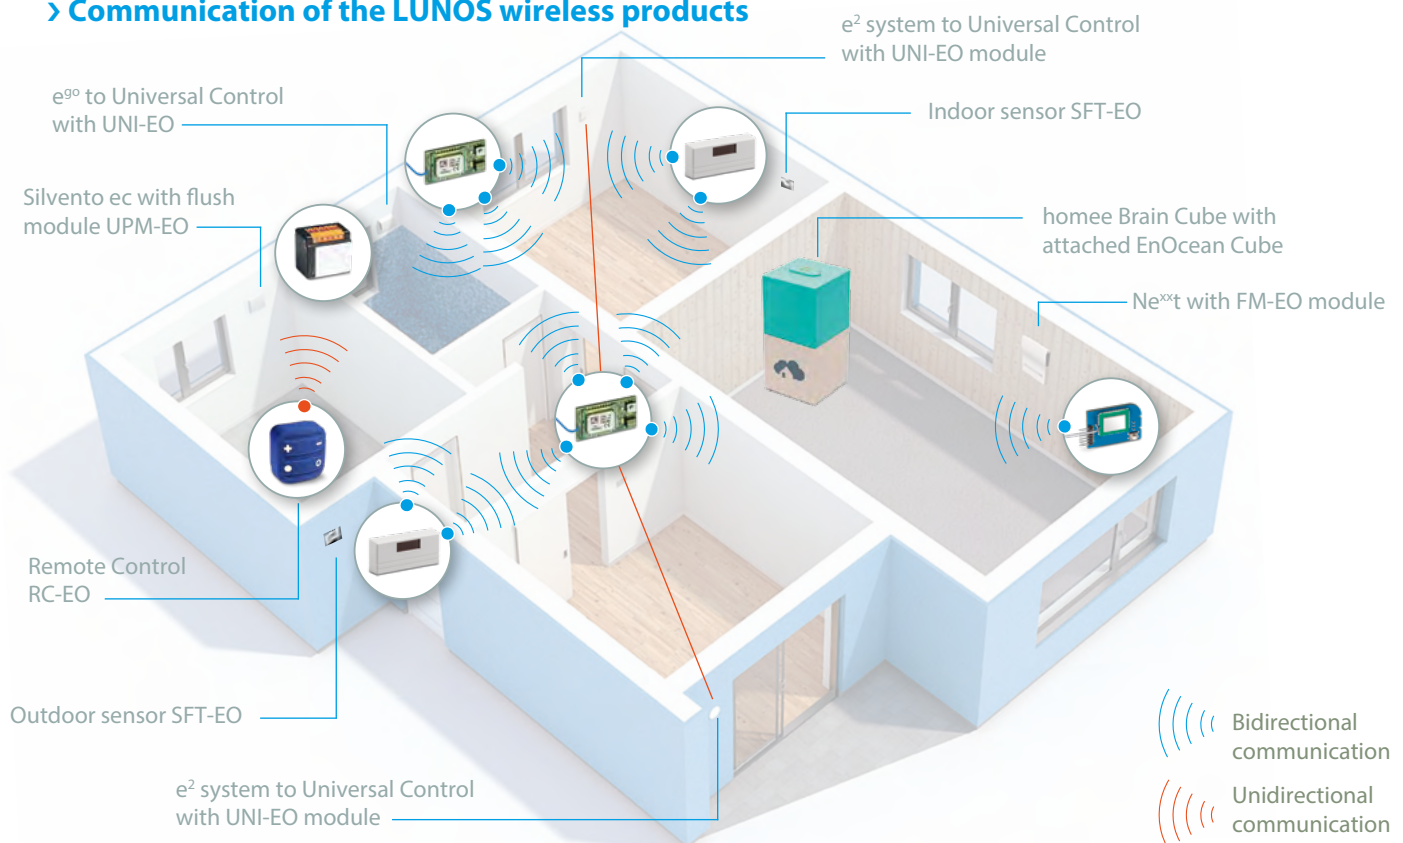 › Communication of the LUNOS wireless products
e² system to Universal Control
with UNI-EO module
eᵍᵒ to Universal Control
with UNI-EO
Indoor sensor SFT-EO
Silvento ec with flush
module UPM-EO
homee Brain Cube with
attached EnOcean Cube
Neˣˣt with FM-EO module
Remote Control
RC-EO
Outdoor sensor SFT-EO
Bidirectional
communication
e² system to Universal Control
with UNI-EO module
Unidirectional
communication